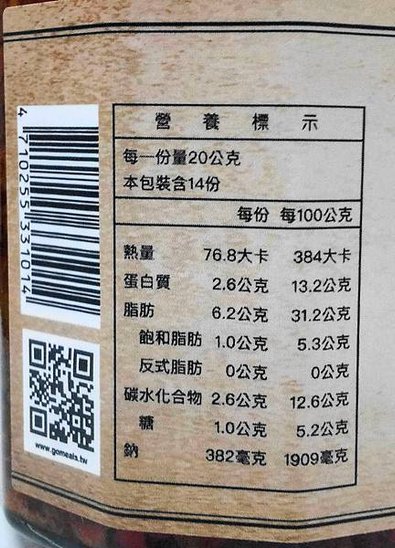 營養標示
每一份量20公克
本包裝含14份
每份 每100公克
熱量 76.8大卡 384大卡
蛋白質 2.6公克 13.2公克
脂肪 6.2公克 31.2公克
飽和脂肪 1.0公克 5.3公克
反式脂肪 0公克 0公克
碳水化合物 2.6公克 12.6公克
糖 1.0公克 5.2公克
鈉 382毫克 1909毫克
4 710255 331014
www.gomeals.tw